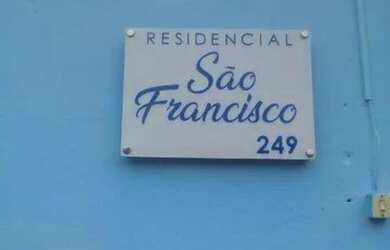 RESIDENCIAL
São
Francisco
249